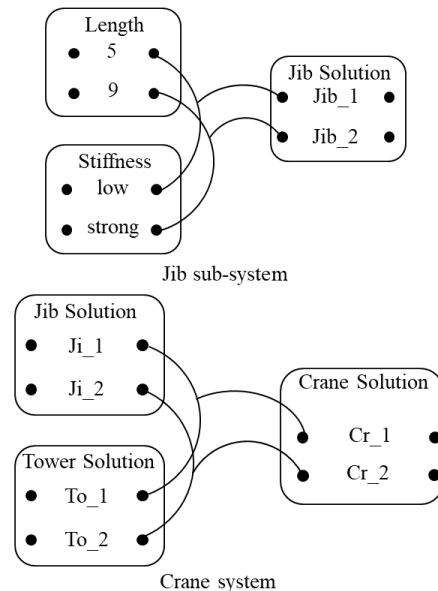 Length
5
9
Stiffness
low
strong
Jib Solution
Jib_1
Jib_2
Jib sub-system
Jib Solution
Ji_1
Ji_2
Tower Solution
To_1
To_2
Crane Solution
Cr_1
Cr_2
Crane system